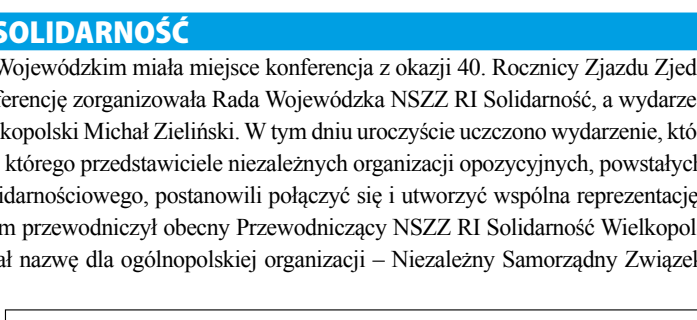 SOLIDARNOŚĆ
Wojewódzkim miała miejsce konferencja z okazji 40. Rocznicy Zjazdu Zjed
ferencję zorganizowała Rada Wojewódzka NSZZ RI Solidarność, a wydarze
kopolski Michał Zieliński. W tym dniu uroczyście uczczono wydarzenie, któ
którego przedstawiciele niezależnych organizacji opozycyjnych, powstałych
lidarnościowego, postanowili połączyć się i utworzyć wspólna reprezentację
m przewodniczył obecny Przewodniczący NSZZ RI Solidarność Wielkopol
ał nazwę dla ogólnopolskiej organizacji – Niezależny Samorządny Związek